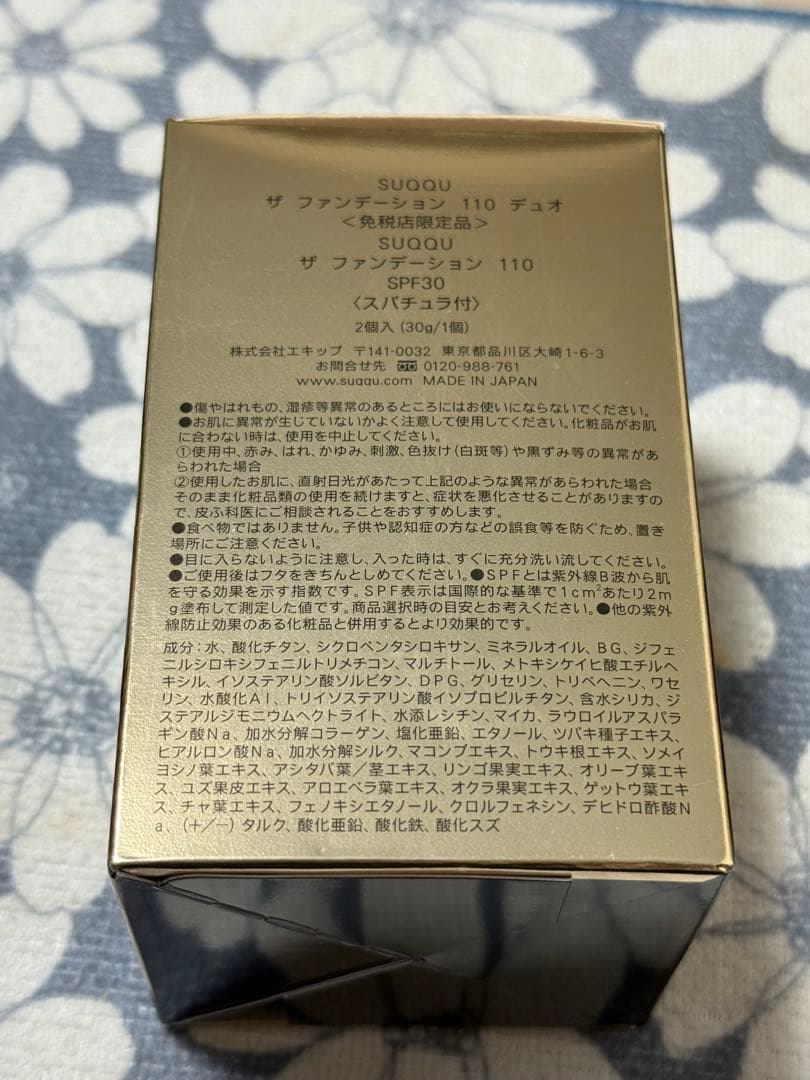 SUQQU
ザ ファンデーション 110 デュオ
＜免税店限定品＞
SUQQU
ザ ファンデーション 110
SPF30
〈スパチュラ付〉
2個入（30g/1個）
株式会社エキップ 〒141-0032 東京都品川区大崎1-6-3
お問合せ先 0120-988-761
www.suqqu.com MADE IN JAPAN
●傷やはれもの、湿疹等異常のあるところにはお使いにならないでください。
●お肌に異常が生じていないかよく注意して使用してください。化粧品がお肌
に合わない時は、使用を中止してください。
①使用中、赤み、はれ、かゆみ、刺激、色抜け（白斑等）や黒ずみ等の異常があ
らわれた場合
②使用したお肌に、直射日光があたって上記のような異常があらわれた場合
そのまま化粧品類の使用を続けますと、症状を悪化させることがありますの
で、皮ふ科医にご相談されることをおすすめします。
●食べ物ではありません。子供や認知症の方などの誤食等を防ぐため、置き
場所にご注意ください。
●目に入らないように注意し、入った時は、すぐに充分洗い流してください。
●ご使用後はフタをきちんとしめてください。●SPFとは紫外線B波から肌
を守る効果を示す指数です。SPF表示は国際的な基準で1cm²あたり2m
g塗布して測定した値です。商品選択時の目安とお考えください。●他の紫外
線防止効果のある化粧品と併用するとより効果的です。
成分：水、酸化チタン、シクロペンタシロキサン、ミネラルオイル、BG、ジフェ
ニルシロキシフェニルトリメチコン、マルチトール、メトキシケイヒ酸エチルヘ
キシル、イソステアリン酸ソルビタン、DPG、グリセリン、トリベヘニン、ワセ
リン、水酸化Al、トリイソステアリン酸イソプロピルチタン、含水シリカ、ジ
ステアルジモニウムヘクトライト、水添レシチン、マイカ、ラウロイルアスパラ
ギン酸Na、加水分解コラーゲン、塩化亜鉛、エタノール、ツバキ種子エキス、
ヒアルロン酸Na、加水分解シルク、マコンブエキス、トウキ根エキス、ソメイ
ヨシノ葉エキス、アシタバ葉／茎エキス、リンゴ果実エキス、オリーブ葉エキ
ス、ユズ果皮エキス、アロエベラ葉エキス、オクラ果実エキス、ゲットウ葉エキ
ス、チャ葉エキス、フェノキシエタノール、クロルフェネシン、デヒドロ酢酸N
a、（＋／－）タルク、酸化亜鉛、酸化鉄、酸化スズ